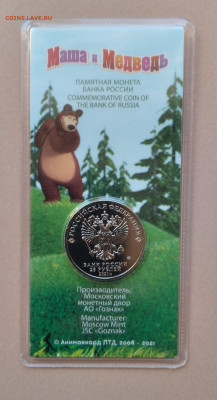 СОІNS.LAVE.RU
Маша и Медведь
ПАМЯТНАЯ МОНЕТА
БАНКА РОССИИ
COMMEMORATIVE COIN OF
THE BANK OF RUSSIA
РОССИЙСКАЯ ФЕДЕРАЦИЯ
БАНК РОССИИ
25 РУБЛЕЙ
2021 г.
Производитель:
Московский
монетный двор
АО «Гознак»
Manufacturer:
Moscow Mint
JSC «Goznak»
© Анимаккорд ЛТД, 2008 - 2021